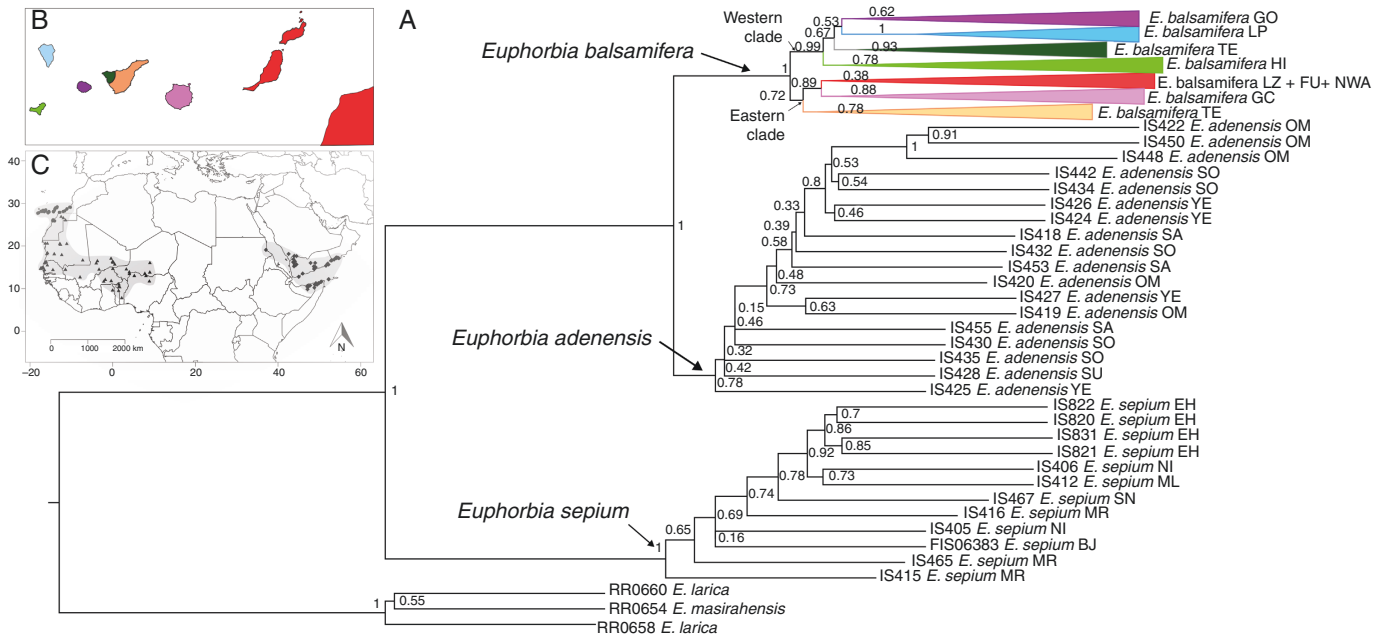 B
A
C
Western
clade
Euphorbia balsamifera
Eastern
clade
0.62
E. balsamifera GO
0.53
1
E. balsamifera LP
0.67
0.93
E. balsamifera TE
0.99
0.78
E. balsamifera HI
1
0.38
E. balsamifera LZ + FU+ NWA
0.89
0.88
E. balsamifera GC
0.72
0.78
E. balsamifera TE
IS422 E. adenensis OM
0.91
IS450 E. adenensis OM
1
IS448 E. adenensis OM
0.53
IS442 E. adenensis SO
0.8
0.54
IS434 E. adenensis SO
IS426 E. adenensis YE
0.33
0.46
IS424 E. adenensis YE
0.39
IS418 E. adenensis SA
0.58
IS432 E. adenensis SO
IS453 E. adenensis SA
0.48
IS420 E. adenensis OM
0.73
IS427 E. adenensis YE
0.15
0.63
IS419 E. adenensis OM
0.46
IS455 E. adenensis SA
Euphorbia adenensis
IS430 E. adenensis SO
0.32
IS435 E. adenensis SO
0.42
IS428 E. adenensis SU
0.78
IS425 E. adenensis YE
1
1
IS822 E. sepium EH
0.7
IS820 E. sepium EH
0.86
IS831 E. sepium EH
0.85
IS821 E. sepium EH
0.92
IS406 E. sepium NI
0.78
0.73
IS412 E. sepium ML
0.74
IS467 E. sepium SN
Euphorbia sepium
0.69
IS416 E. sepium MR
0.65
IS405 E. sepium NI
0.16
FIS06383 E. sepium BJ
1
IS465 E. sepium MR
IS415 E. sepium MR
RR0660 E. larica
0.55
1
RR0654 E. masirahensis
RR0658 E. larica
40
30
20
10
0
0 1000 2000 km
N
−20 0 20 40 60